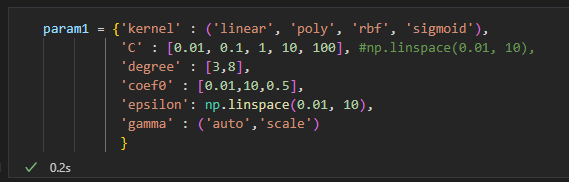 param1 = {'kernel' : ('linear', 'poly', 'rbf', 'sigmoid'),
'C' : [0.01, 0.1, 1, 10, 100], #np.linspace(0.01, 10),
'degree' : [3,8],
'coef0' : [0.01,10,0.5],
'epsilon': np.linspace(0.01, 10),
'gamma' : ('auto','scale')
}
0.2s